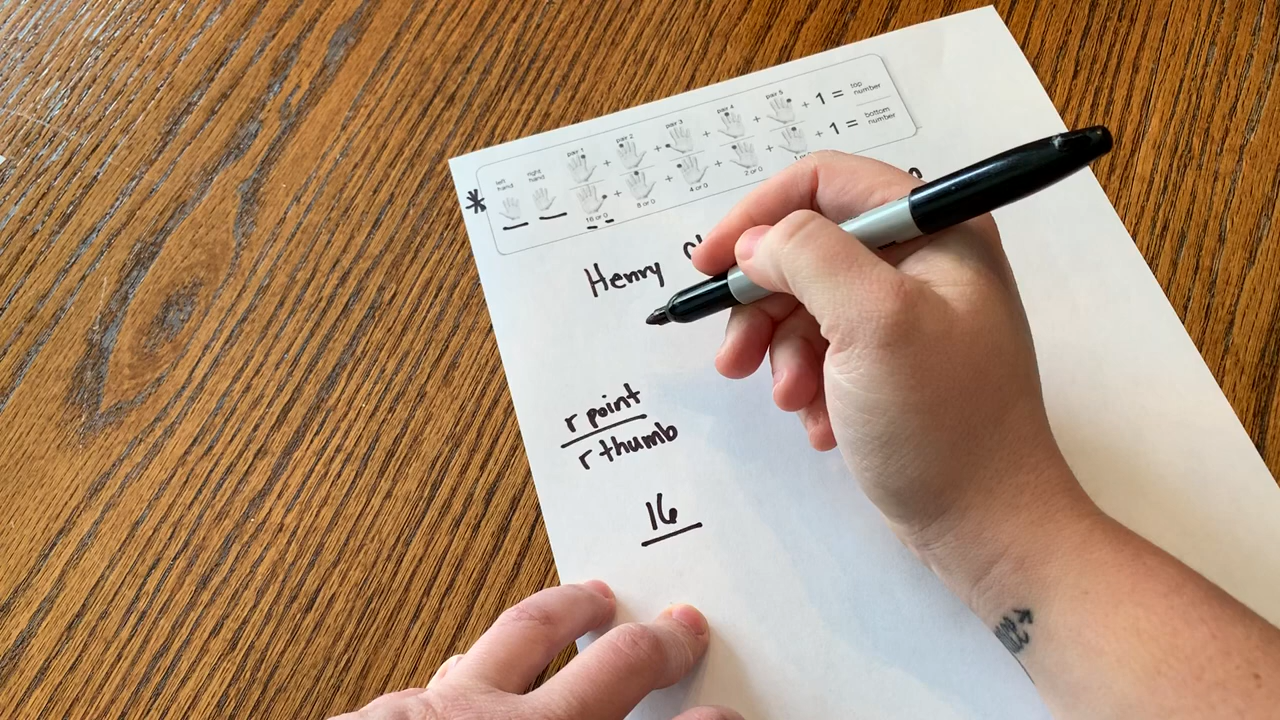 pair 1 pair 2 pair 3 pair 4 pair 5
+ + + + + 1 = top number
left hand right hand
+ + + + + 1 = bottom number
16 or 0 8 or 0 4 or 0 2 or 0
*
Henry
r point
r thumb
16